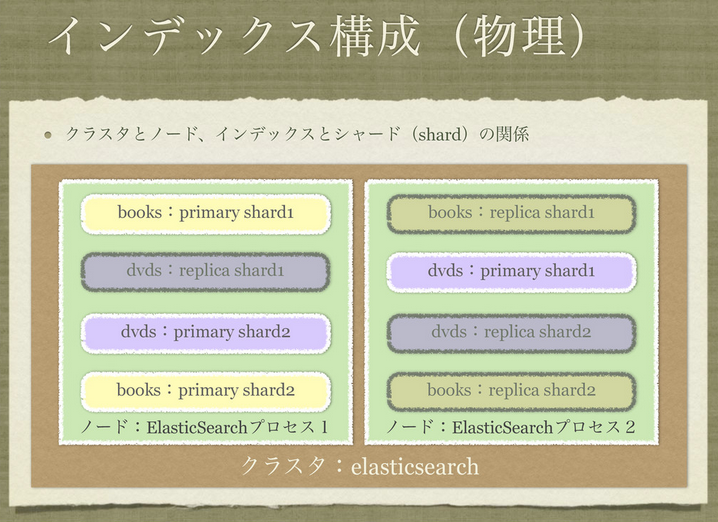 インデックス構成（物理）
クラスタとノード、インデックスとシャード（shard）の関係
books：primary shard1
dvds：replica shard1
dvds：primary shard2
books：primary shard2
ノード：ElasticSearchプロセス１
books：replica shard1
dvds：primary shard1
dvds：replica shard2
books：replica shard2
ノード：ElasticSearchプロセス２
クラスタ：elasticsearch